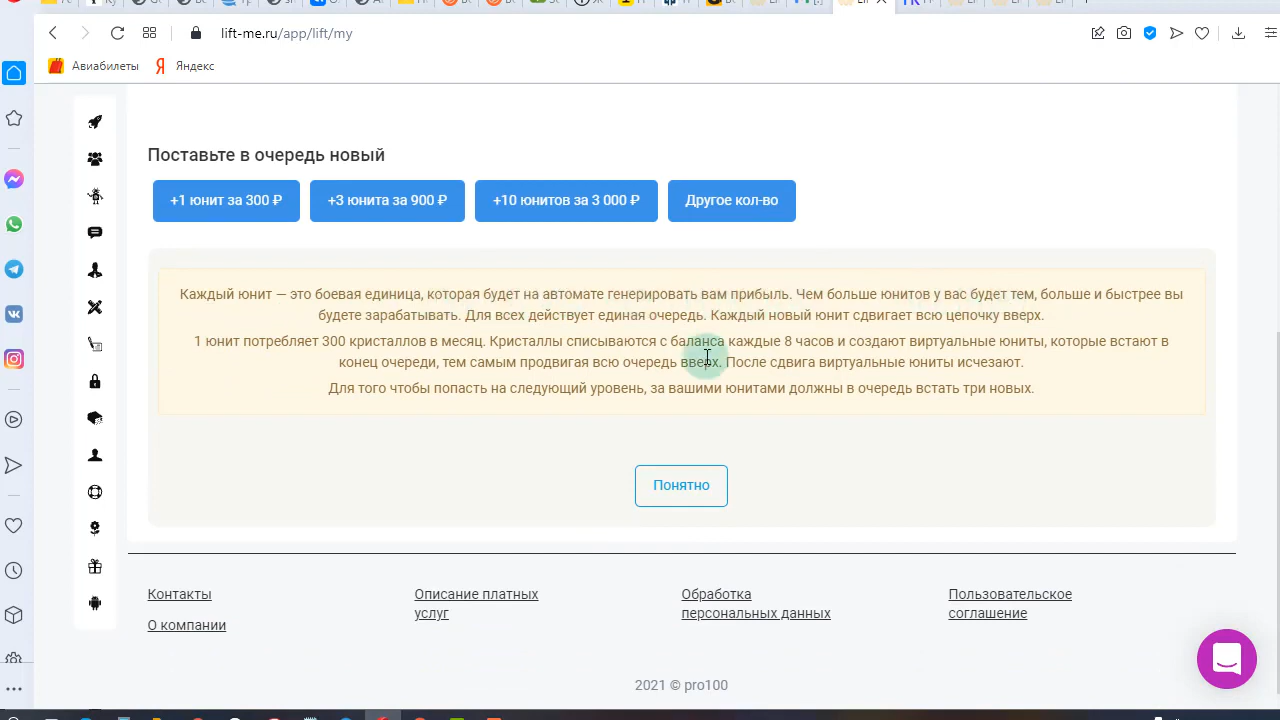 lift-me.ru/app/lift/my
Авиабилеты
Яндекс
Поставьте в очередь новый
+1 юнит за 300 ₽
+3 юнита за 900 ₽
+10 юнитов за 3 000 ₽
Другое кол-во
Каждый юнит — это боевая единица, которая будет на автомате генерировать вам прибыль. Чем больше юнитов у вас будет тем, больше и быстрее вы
будете зарабатывать. Для всех действует единая очередь. Каждый новый юнит сдвигает всю цепочку вверх.
1 юнит потребляет 300 кристаллов в месяц. Кристаллы списываются с баланса каждые 8 часов и создают виртуальные юниты, которые встают в
конец очереди, тем самым продвигая всю очередь вверх. После сдвига виртуальные юниты исчезают.
Для того чтобы попасть на следующий уровень, за вашими юнитами должны в очередь встать три новых.
Понятно
Контакты
О компании
Описание платных
услуг
Обработка
персональных данных
Пользовательское
соглашение
2021 © pro100